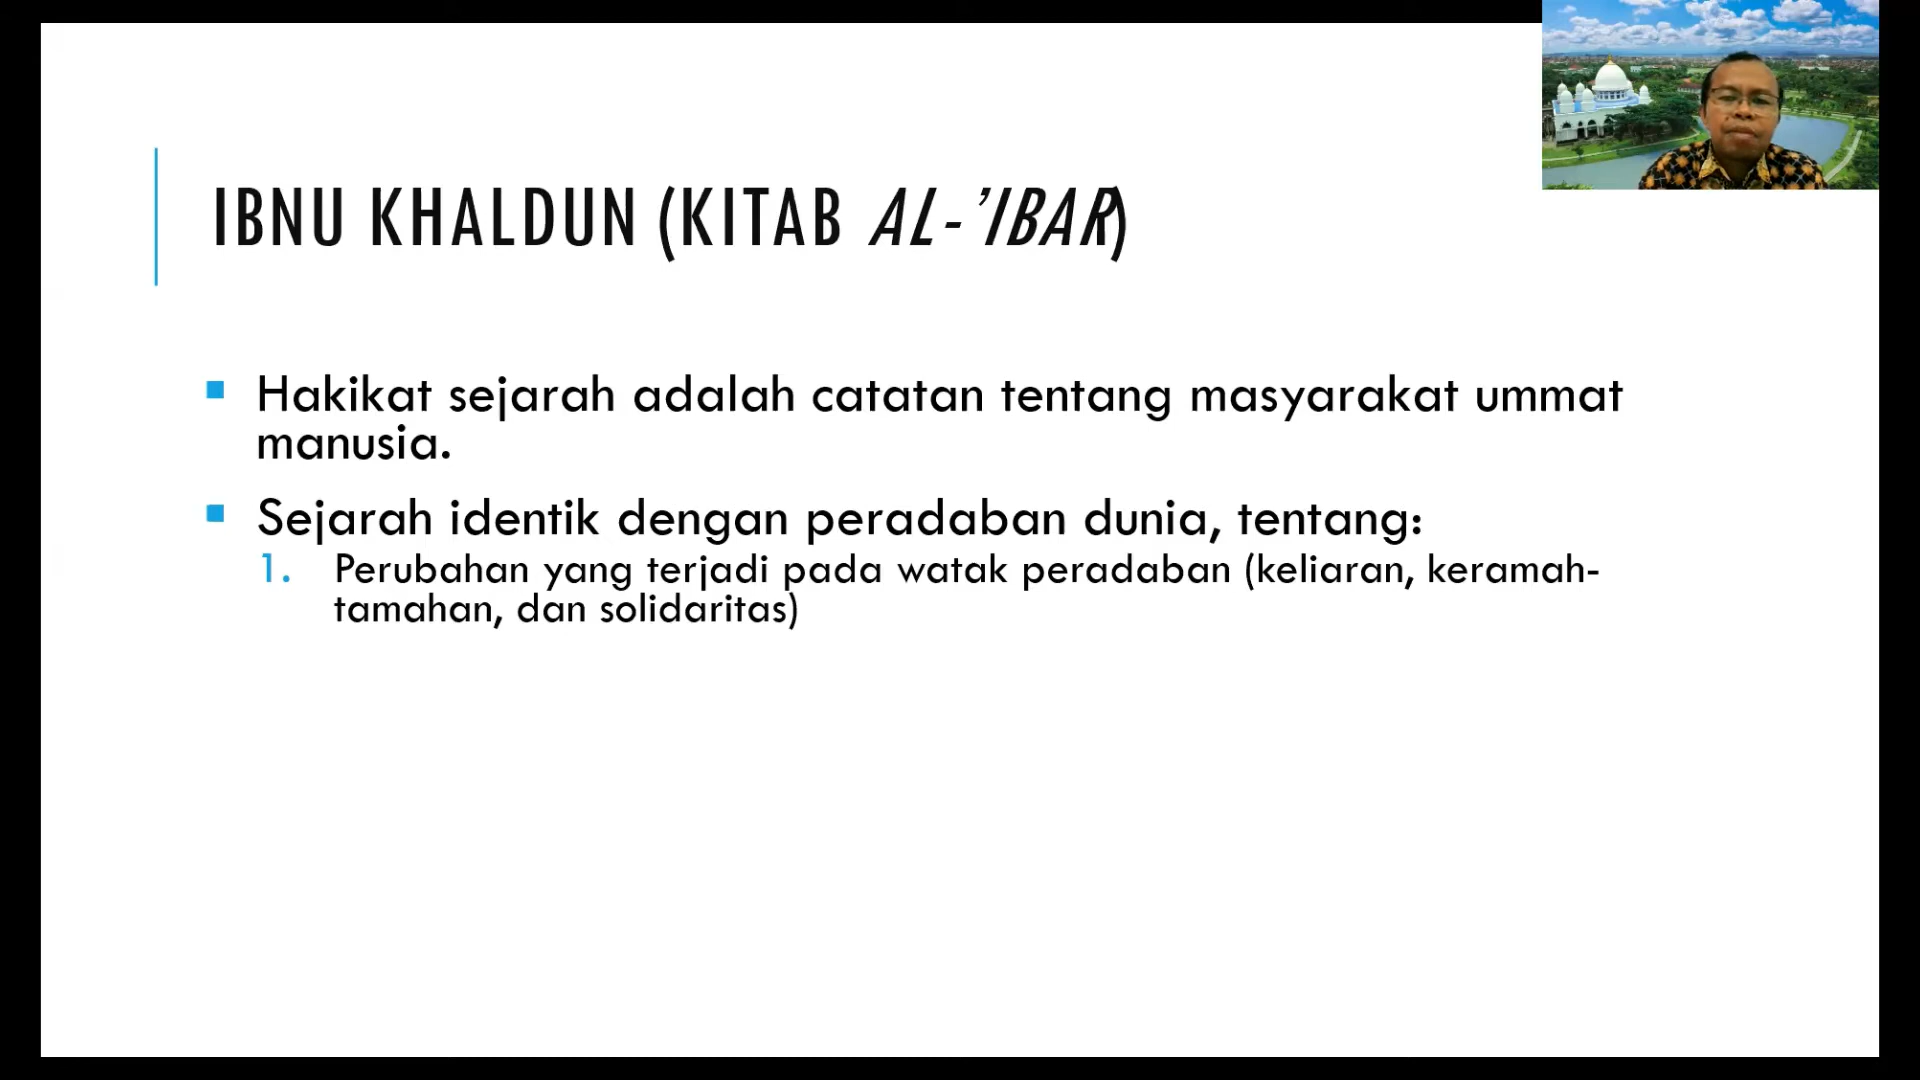 IBNU KHALDUN (KITAB AL-’IBAR)
Hakikat sejarah adalah catatan tentang masyarakat ummat
manusia.
Sejarah identik dengan peradaban dunia, tentang:
1. Perubahan yang terjadi pada watak peradaban (keliaran, keramah-
tamahan, dan solidaritas)